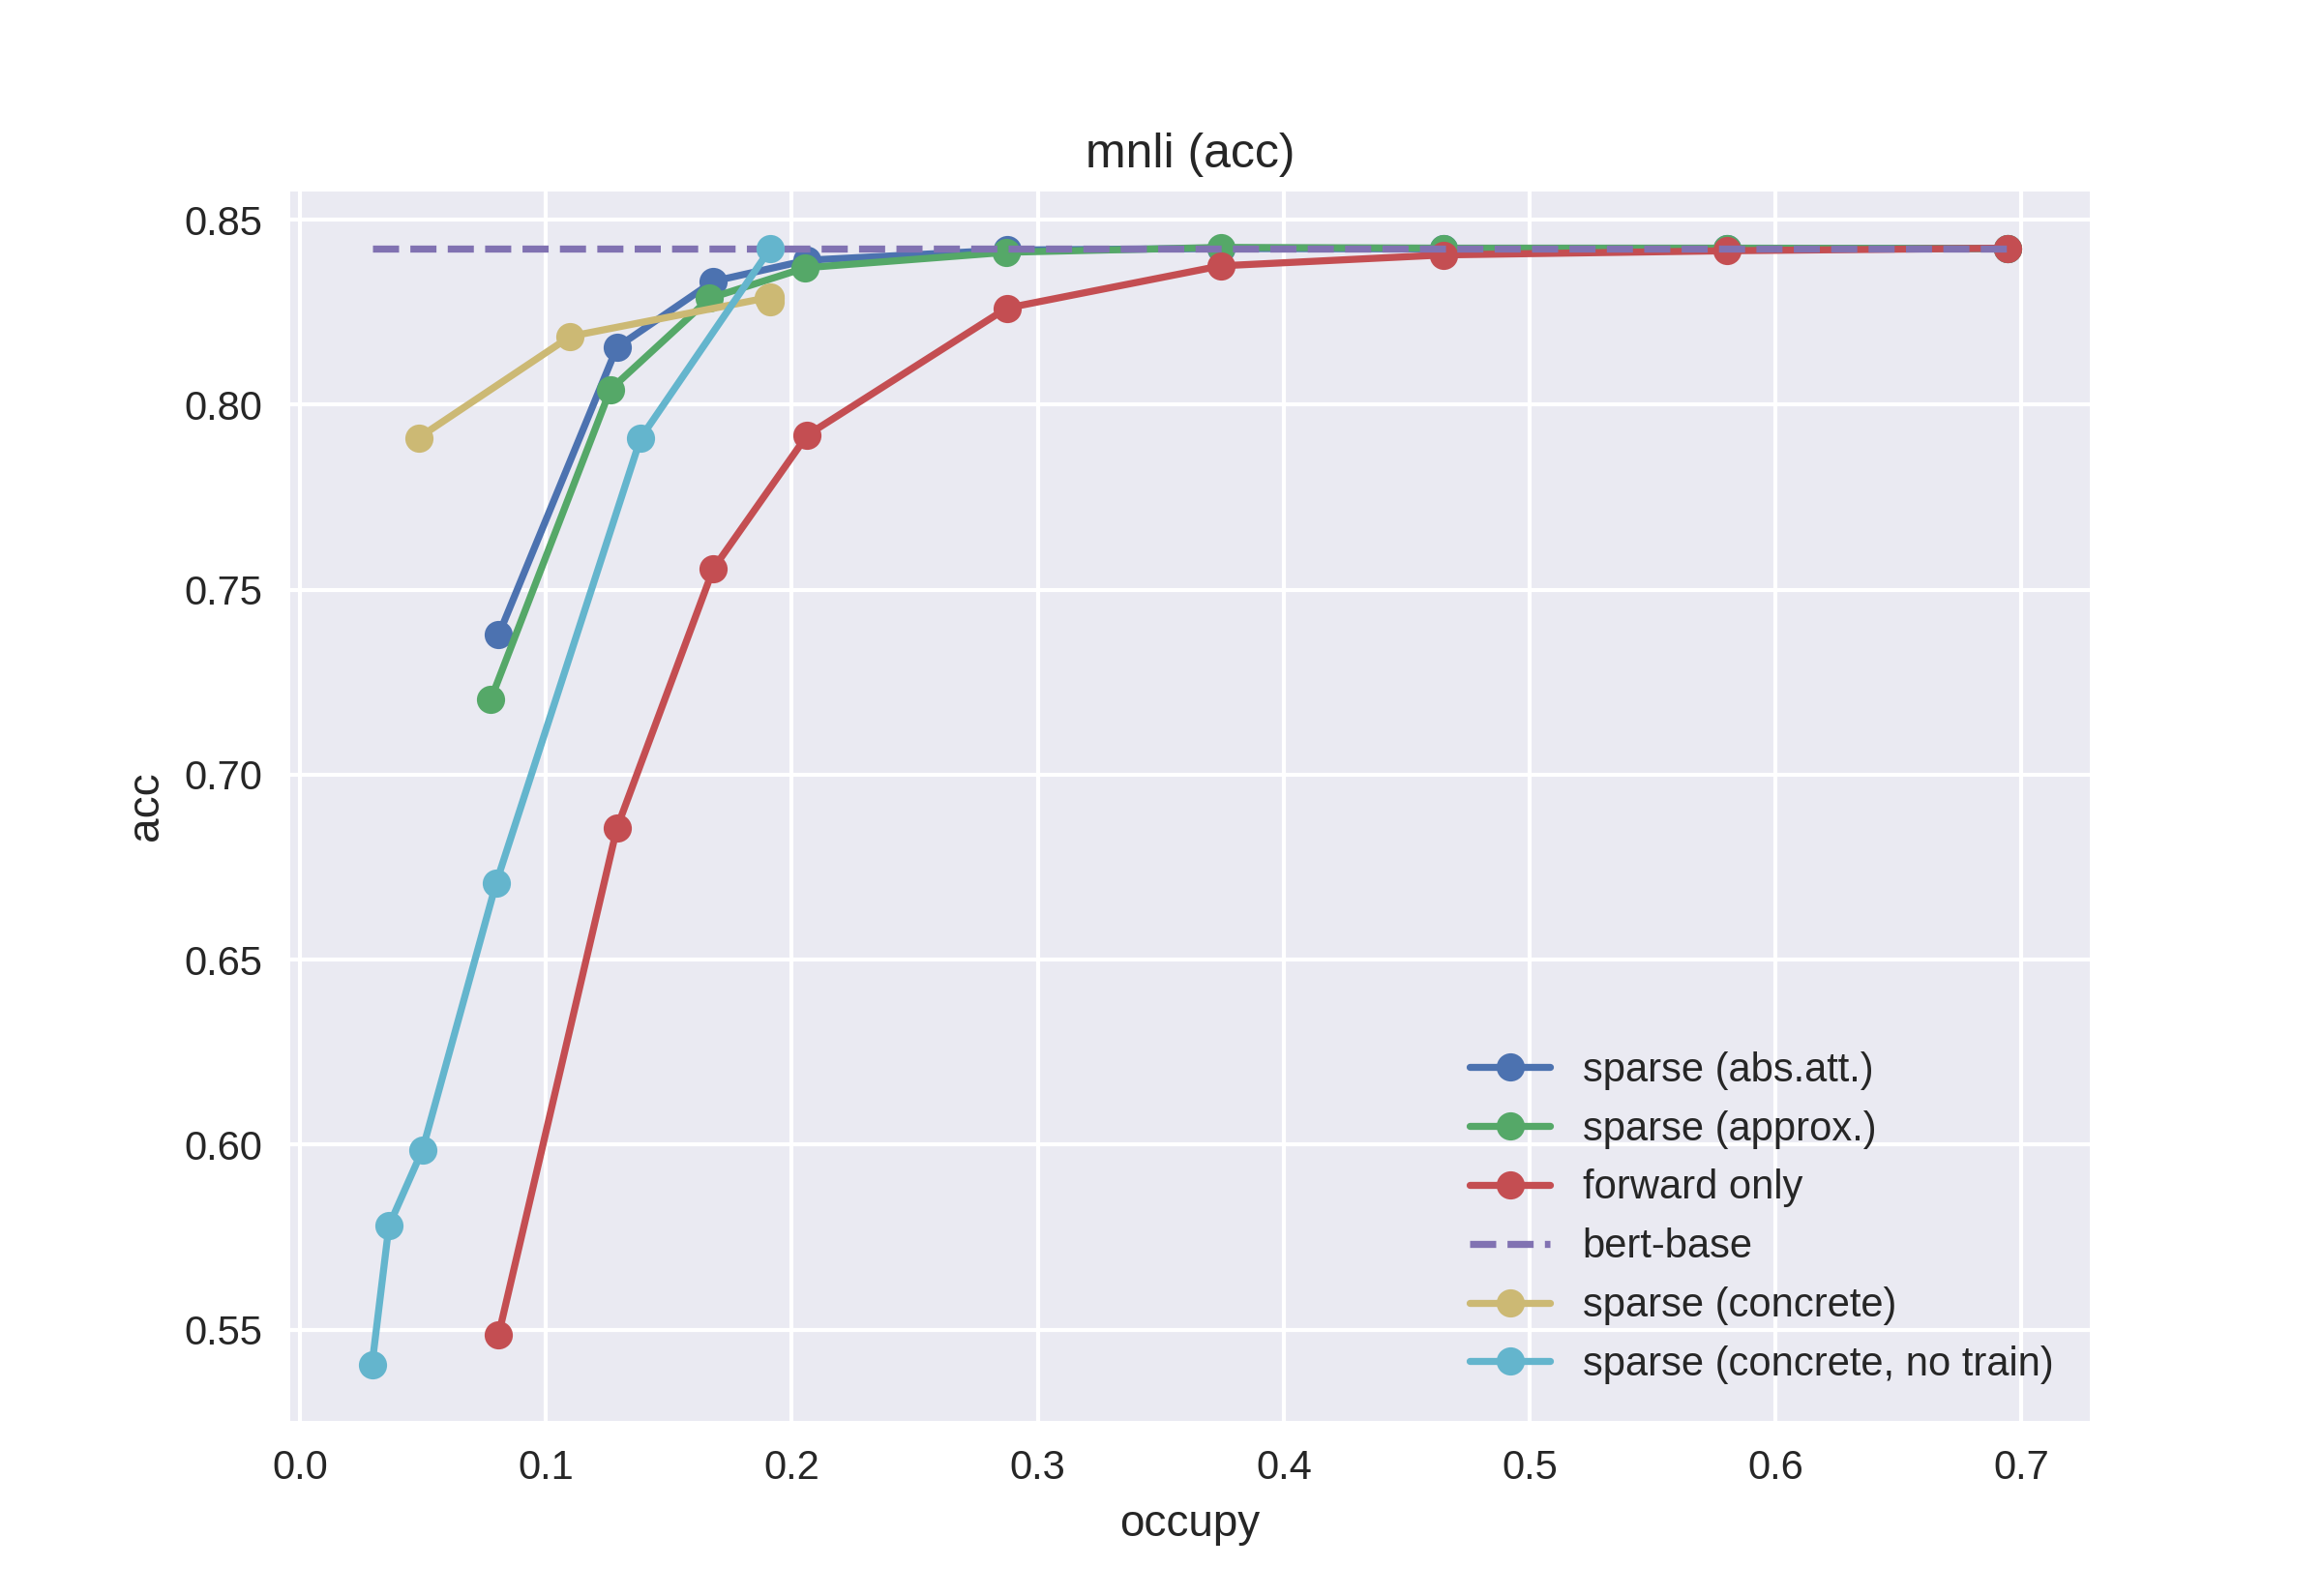 mnli (acc)
0.85
0.80
0.75
0.70
0.65
0.60
0.55
acc
sparse (abs.att.)
sparse (approx.)
forward only
bert-base
sparse (concrete)
sparse (concrete, no train)
0.0 0.1 0.2 0.3 0.4 0.5 0.6 0.7
occupy